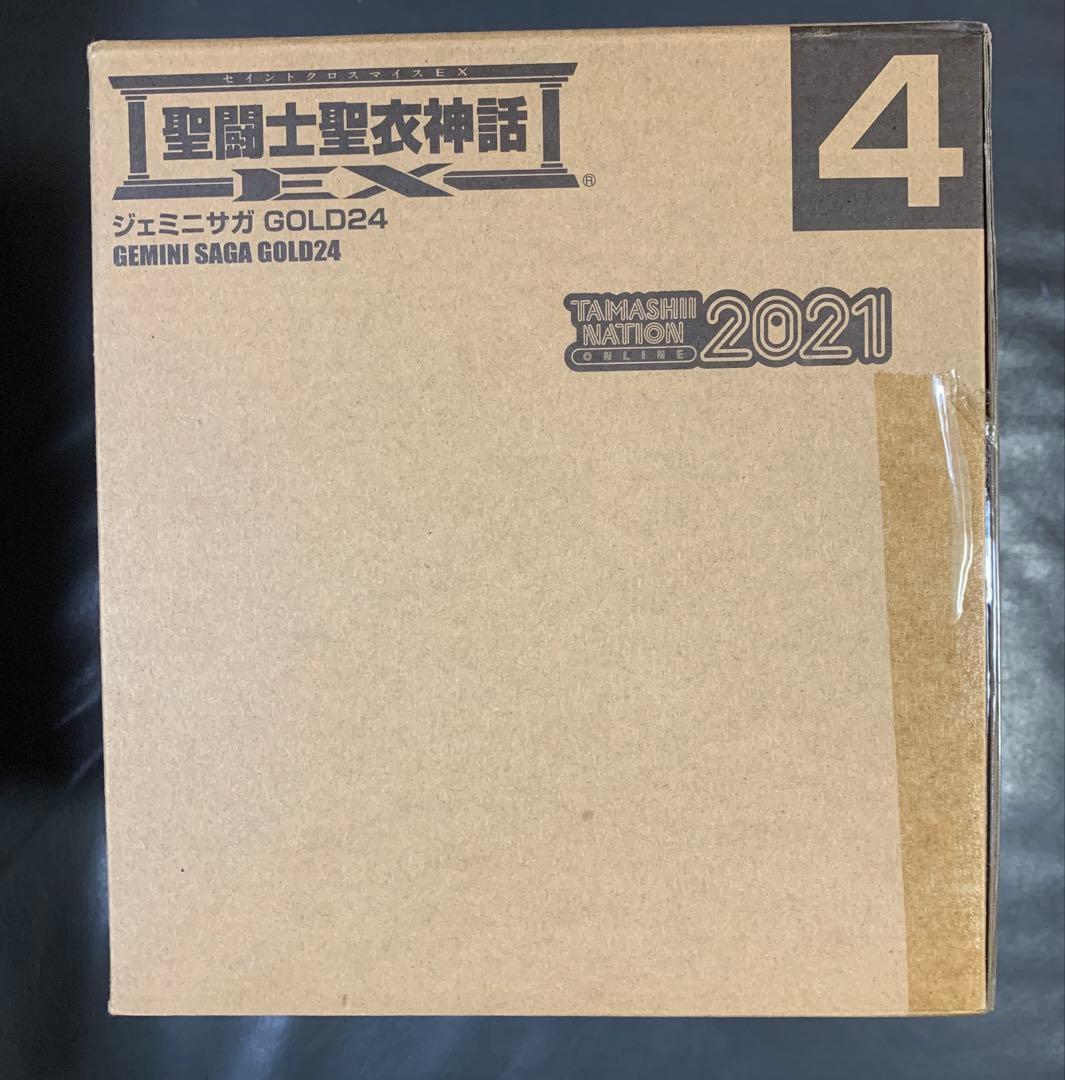 セイントクロスマイスEX
聖闘士聖衣神話
EX®
ジェミニサガ GOLD24
GEMINI SAGA GOLD24
4
TAMASHII
NATION
ONLINE
2021